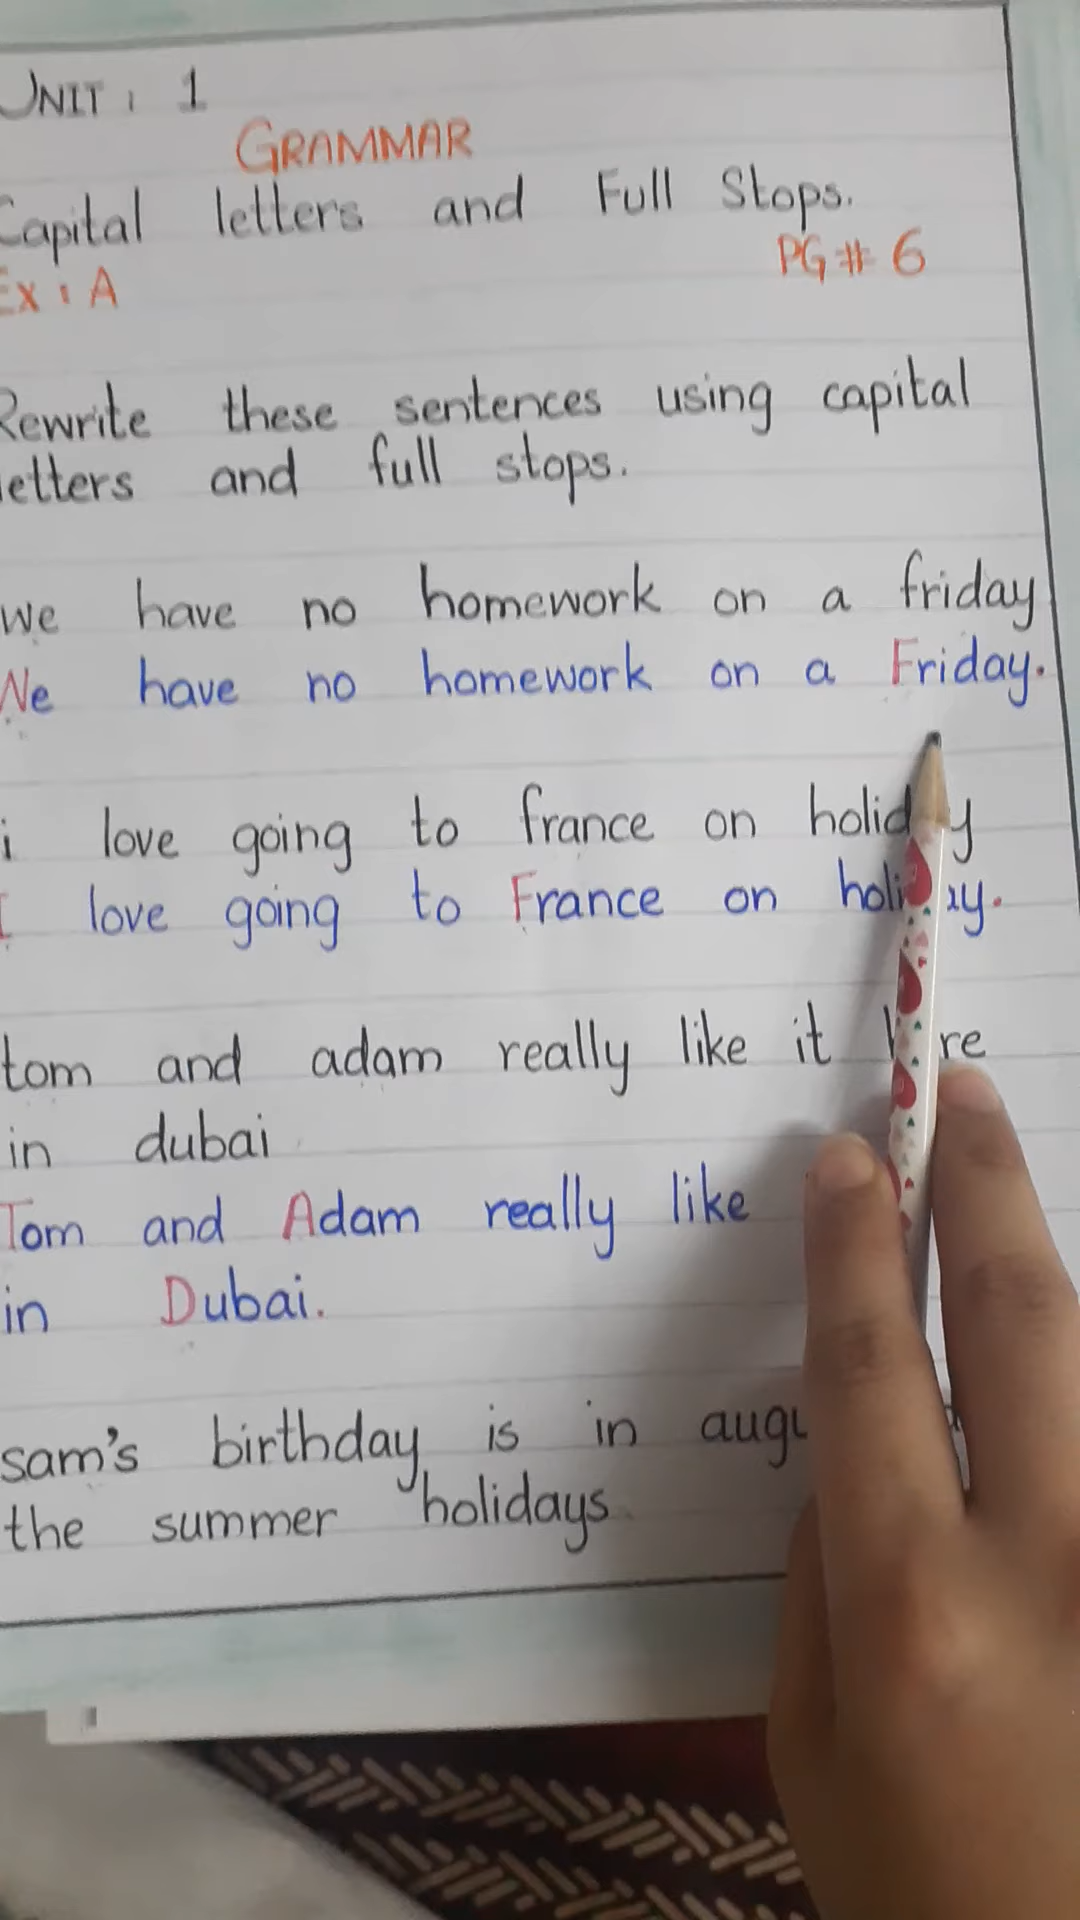 UNIT : 1
GRAMMAR
Capital letters and Full Stops.
PG # 6
Ex : A
Rewrite these sentences using capital
letters and full stops.
we have no homework on a friday
We have no homework on a Friday.
i love going to france on holiday
I love going to France on holiday.
tom and adam really like it here
in dubai
Tom and Adam really like
in Dubai.
sam's birthday is in
the summer holidays